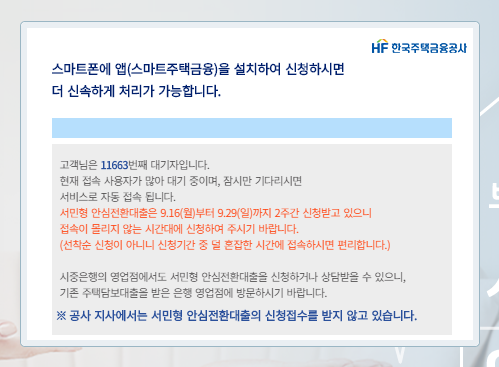 HF 한국주택금융공사
스마트폰에 앱(스마트주택금융)을 설치하여 신청하시면
더 신속하게 처리가 가능합니다.
고객님은 11663번째 대기자입니다.
현재 접속 사용자가 많아 대기 중이며, 잠시만 기다리시면
서비스로 자동 접속 됩니다.
서민형 안심전환대출은 9.16(월)부터 9.29(일)까지 2주간 신청받고 있으니
접속이 몰리지 않는 시간대에 신청하여 주시기 바랍니다.
(선착순 신청이 아니니 신청기간 중 덜 혼잡한 시간에 접속하시면 편리합니다.)
시중은행의 영업점에서도 서민형 안심전환대출을 신청하거나 상담받을 수 있으니,
기존 주택담보대출을 받은 은행 영업점에 방문하시기 바랍니다.
※ 공사 지사에서는 서민형 안심전환대출의 신청접수를 받지 않고 있습니다.